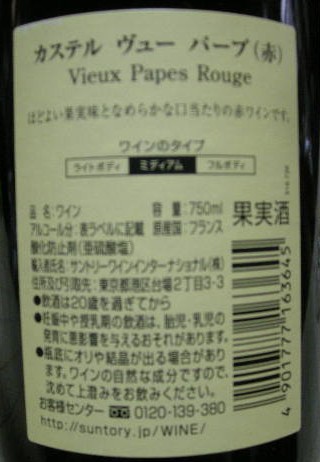 カステル ヴュー パープ(赤)
Vieux Papes Rouge
ほどよい果実味となめらかな口当たりの赤ワインです。
ワインのタイプ
ライトボディ ミディアム フルボディ
品名:ワイン 容量:750ml
アルコール分:表ラベルに記載 原産国:フランス
果実酒
酸化防止剤(亜硫酸塩)
輸入者氏名:サントリーワインインターナショナル(株)
住所及び引取先:東京都港区台場2丁目3-3
●飲酒は20歳を過ぎてから
●妊娠中や授乳期の飲酒は、胎児・乳児の
発育に悪影響を与えるおそれがあります。
●瓶底にオリや結晶が出る場合があり
ます。ワインの自然な成分ですので、
沈めて上澄みをお飲みください。
お客様センター 0120-139-380
http://suntory.jp/WINE/
4 901777 163645